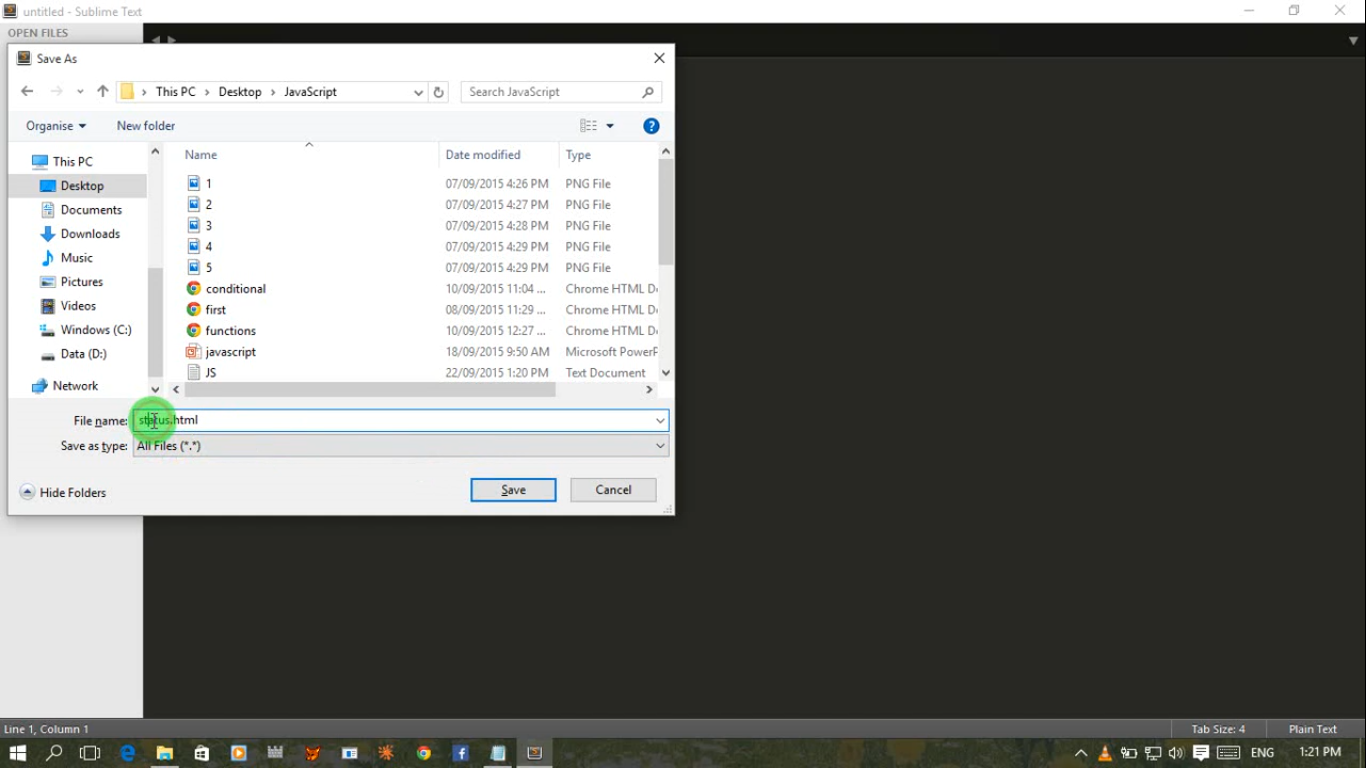 untitled - Sublime Text
OPEN FILES
Save As
This PC > Desktop > JavaScript
Search JavaScript
Organise
New folder
Name
Date modified
Type
This PC
Desktop
Documents
Downloads
Music
Pictures
Videos
Windows (C:)
Data (D:)
Network
1 07/09/2015 4:26 PM PNG File
2 07/09/2015 4:27 PM PNG File
3 07/09/2015 4:28 PM PNG File
4 07/09/2015 4:29 PM PNG File
5 07/09/2015 4:29 PM PNG File
conditional 10/09/2015 11:04 ... Chrome HTML D
first 08/09/2015 11:29 ... Chrome HTML D
functions 10/09/2015 12:27 ... Chrome HTML D
javascript 18/09/2015 9:50 AM Microsoft PowerP
JS 22/09/2015 1:20 PM Text Document
File name: status.html
Save as type: All Files (*.*)
Hide Folders
Save
Cancel
Line 1, Column 1
Tab Size: 4
Plain Text
ENG
1:21 PM